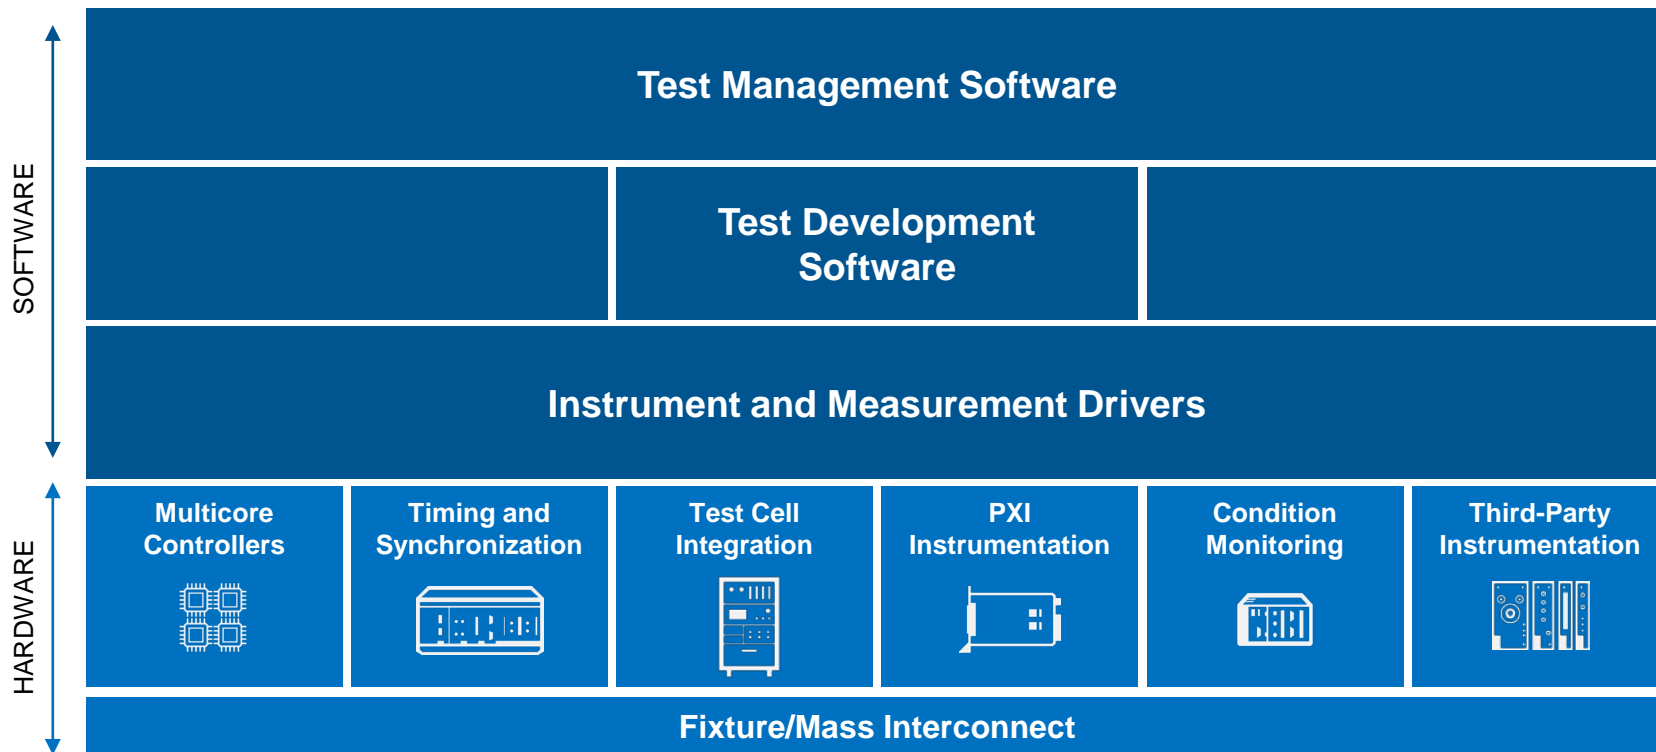 SOFTWARE
Test Management Software
Test Development
Software
Instrument and Measurement Drivers
HARDWARE
Multicore
Controllers
Timing and
Synchronization
Test Cell
Integration
PXI
Instrumentation
Condition
Monitoring
Third-Party
Instrumentation
Fixture/Mass Interconnect